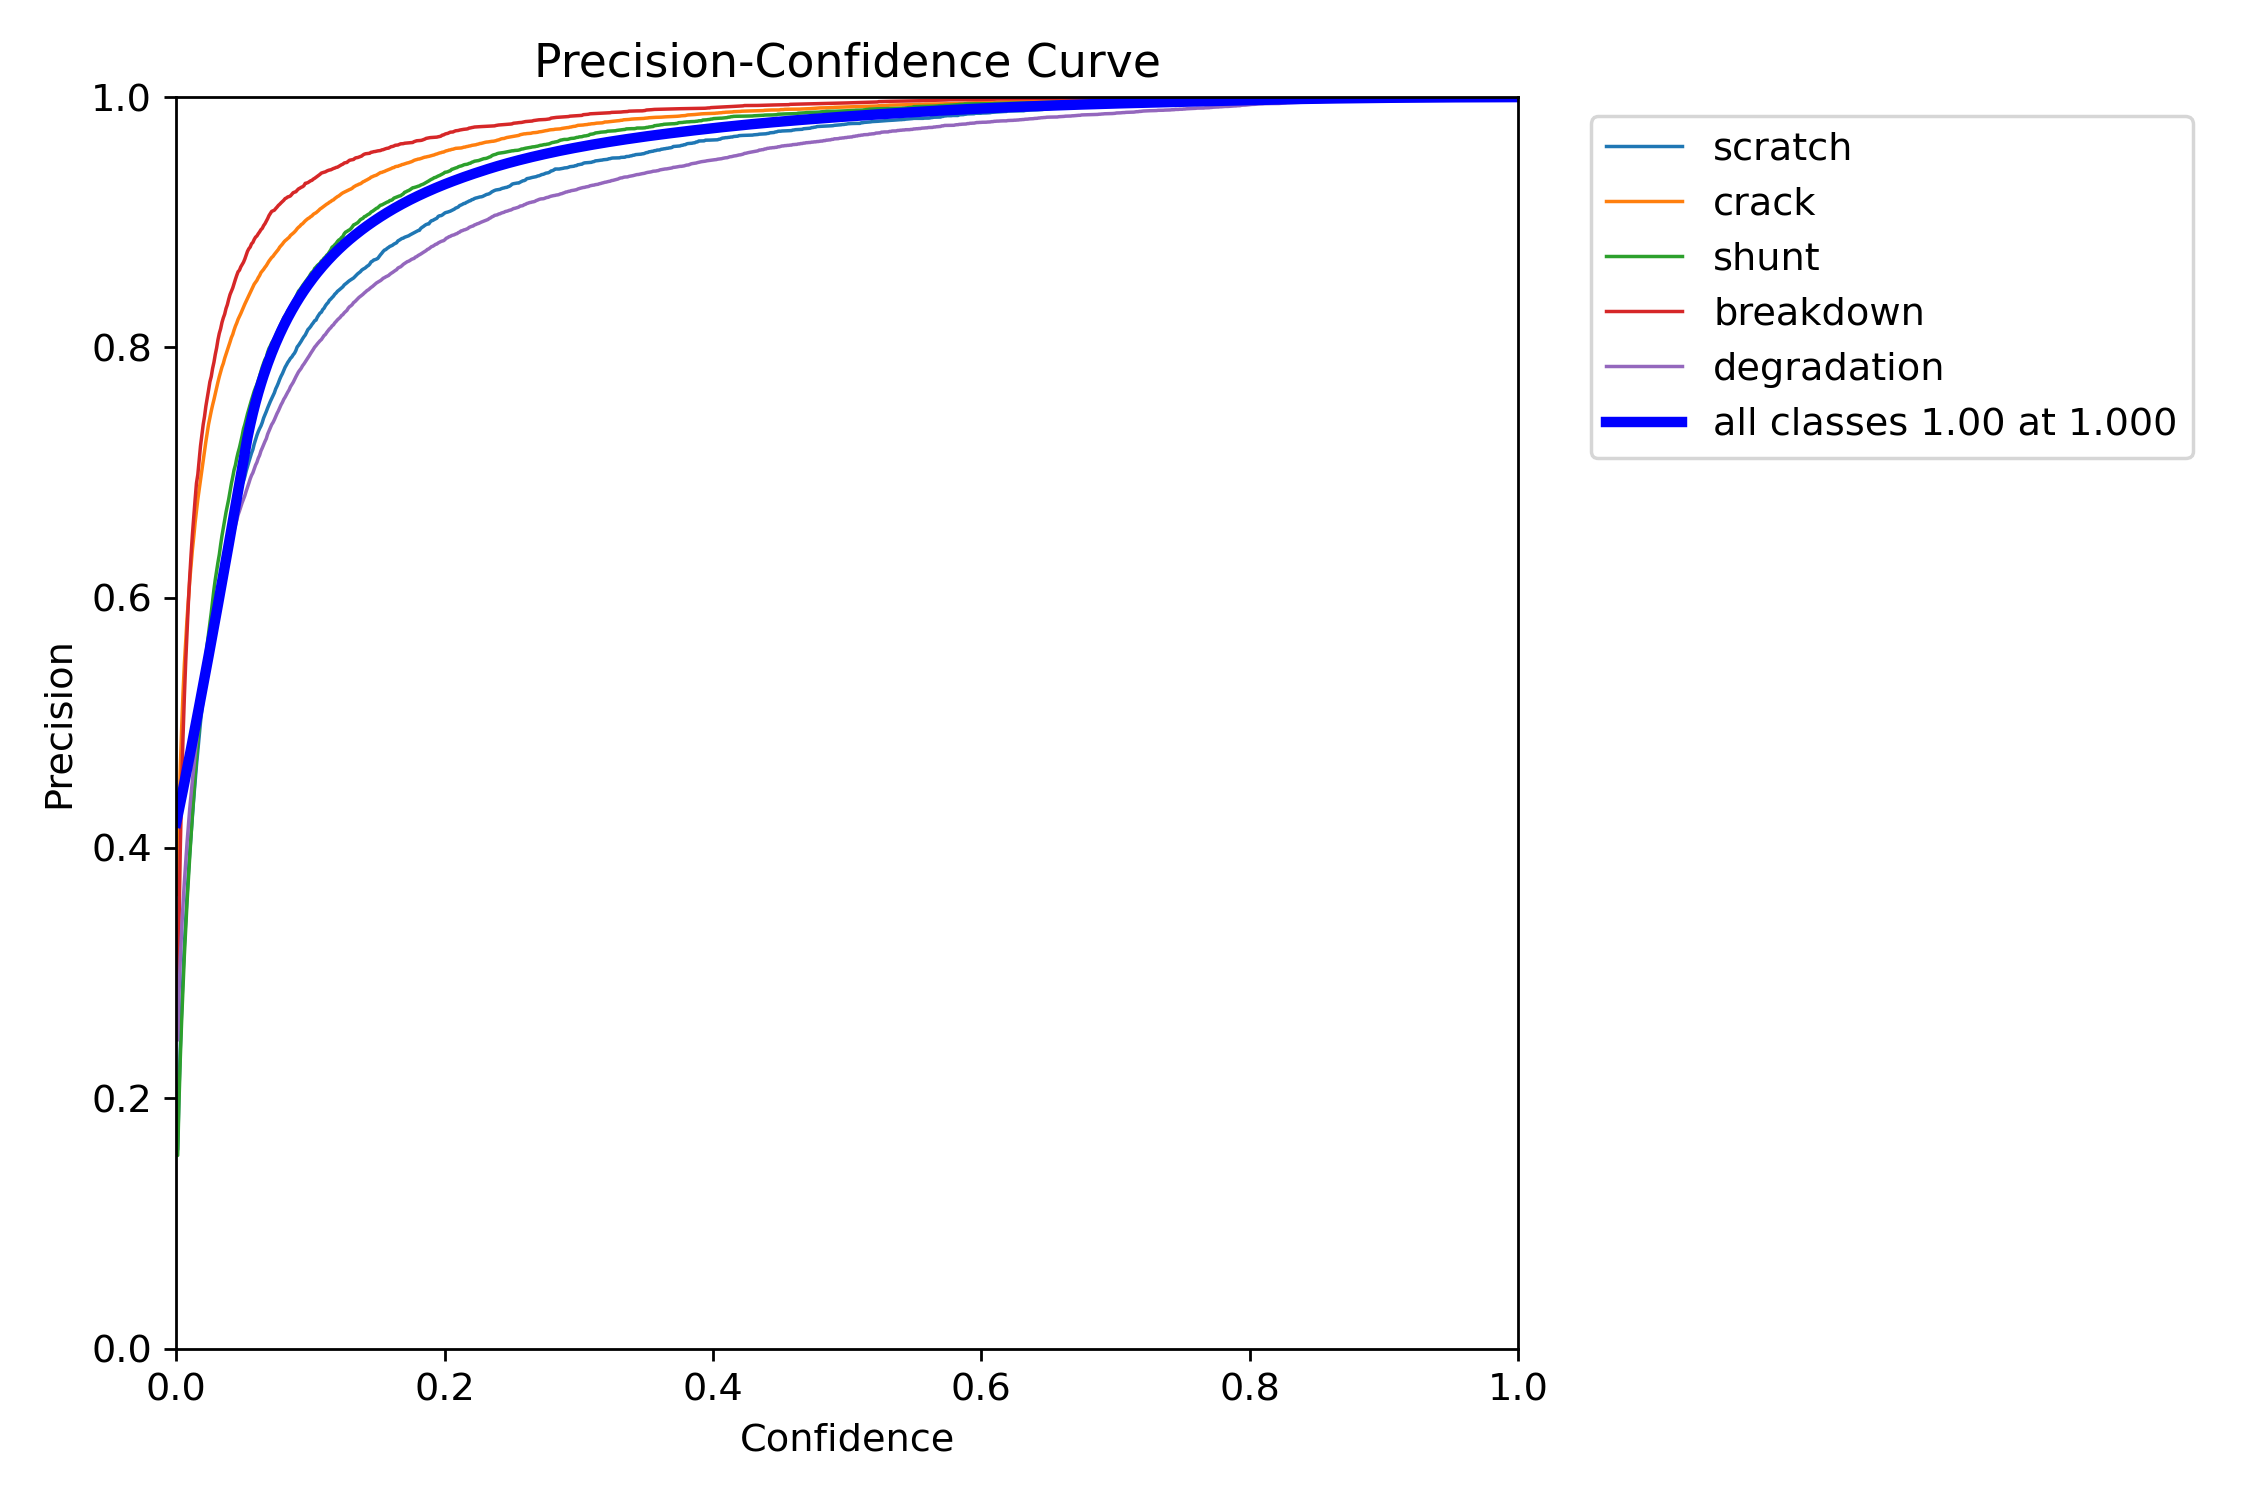 Precision-Confidence Curve
1.0
0.8
0.6
0.4
0.2
0.0
Precision
0.0 0.2 0.4 0.6 0.8 1.0
Confidence
scratch
crack
shunt
breakdown
degradation
all classes 1.00 at 1.000